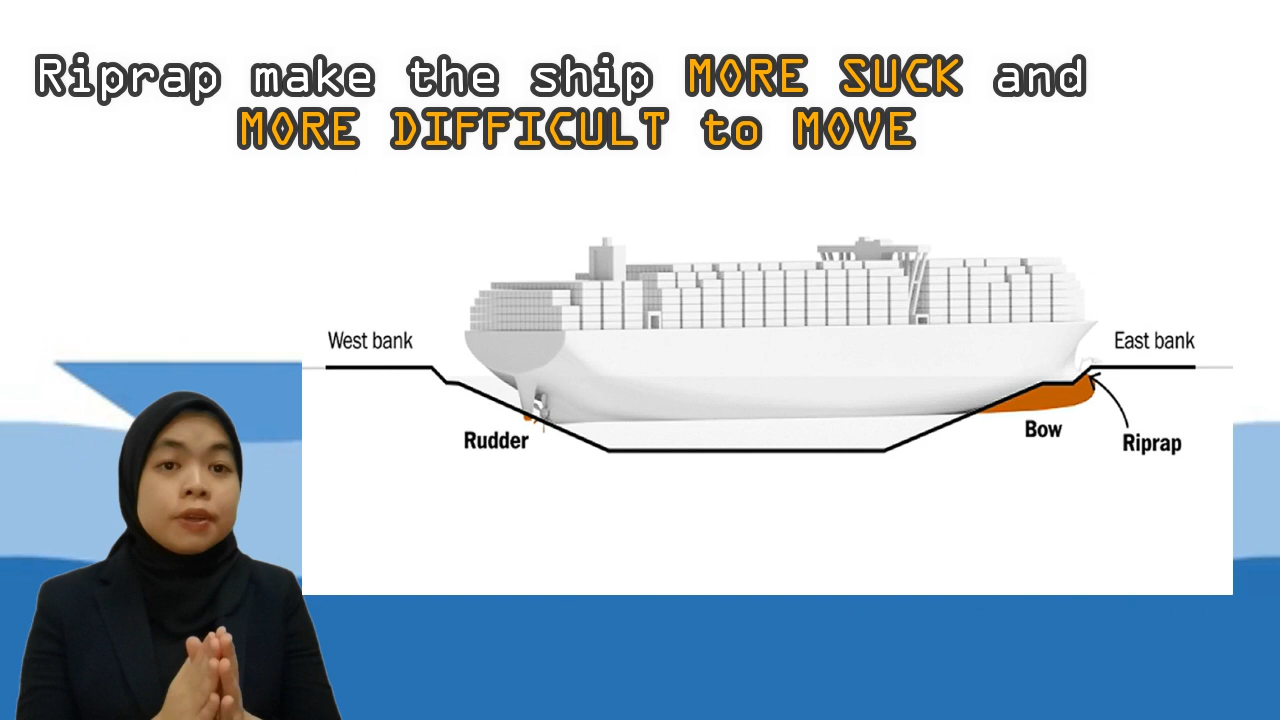 Riprap make the ship MORE SUCK and
MORE DIFFICULT to MOVE
West bank
East bank
Rudder
Bow
Riprap